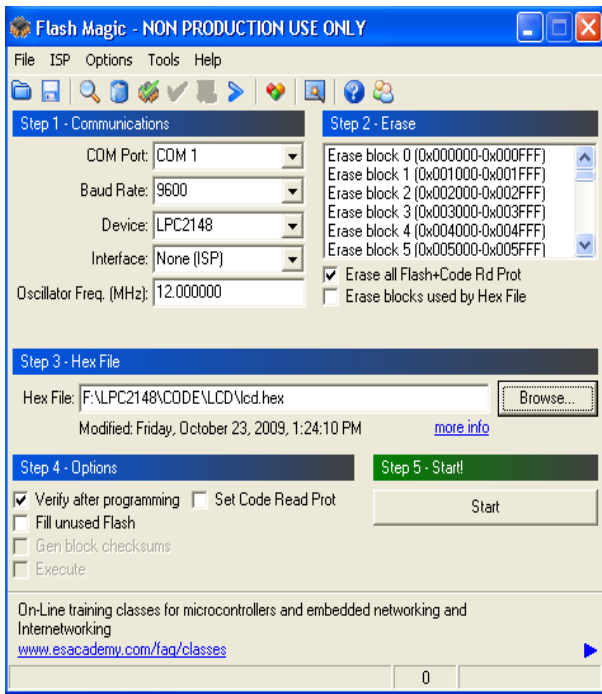 Flash Magic - NON PRODUCTION USE ONLY
File ISP Options Tools Help
Step 1 - Communications
COM Port: COM 1
Baud Rate: 9600
Device: LPC2148
Interface: None (ISP)
Oscillator Freq. (MHz): 12.000000
Step 2 - Erase
Erase block 0 (0x000000-0x000FFF)
Erase block 1 (0x001000-0x001FFF)
Erase block 2 (0x002000-0x002FFF)
Erase block 3 (0x003000-0x003FFF)
Erase block 4 (0x004000-0x004FFF)
Erase block 5 (0x005000-0x005FFF)
Erase all Flash+Code Rd Prot
Erase blocks used by Hex File
Step 3 - Hex File
Hex File: F:\LPC2148\CODE\LCD\lcd.hex Browse...
Modified: Friday, October 23, 2009, 1:24:10 PM more info
Step 4 - Options
Verify after programming Set Code Read Prot
Fill unused Flash
Gen block checksums
Execute
Step 5 - Start!
Start
On-Line training classes for microcontrollers and embedded networking and
Internetworking
www.esacademy.com/faq/classes
0